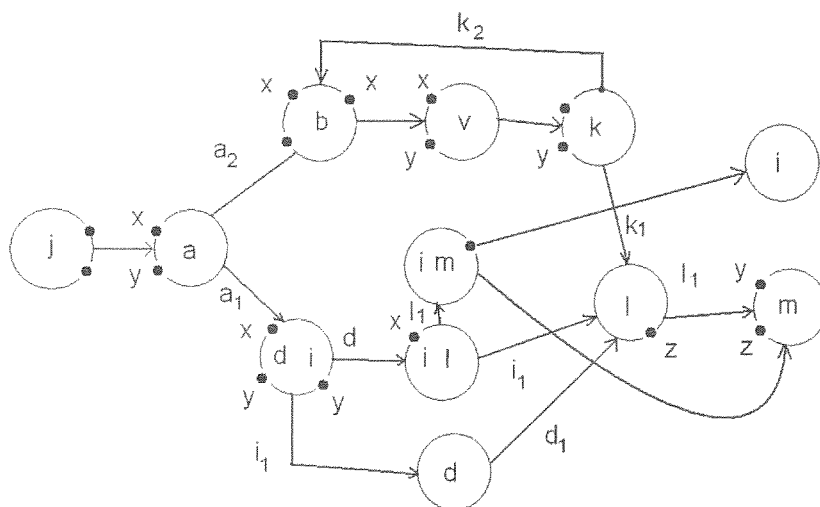 k₂
x x x
b v k
y y
a₂
i
j x a y
k₁
i m
a₁ l₁ l l₁ y m
x d x z z
d i i l
y y i₁
i₁ d d₁